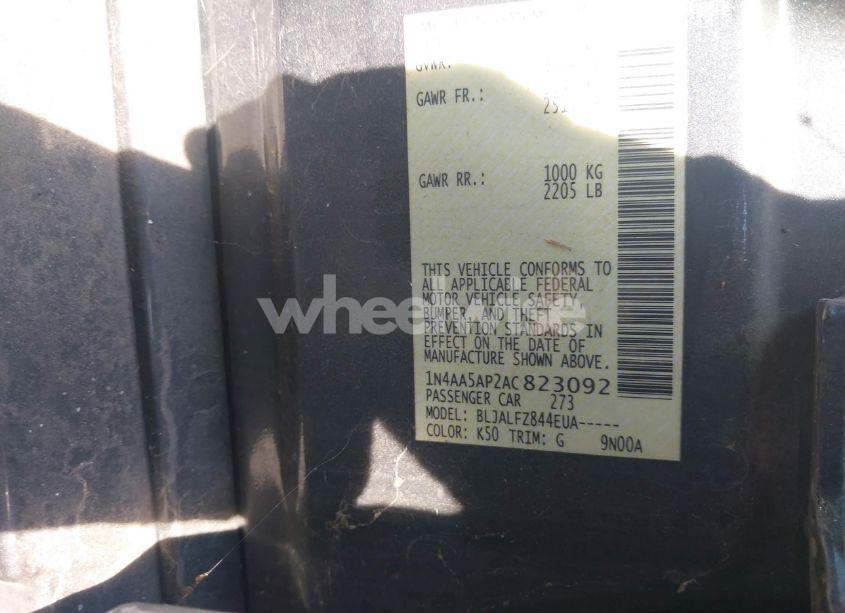 GVWR:
GAWR FR.:
GAWR RR.: 1000 KG
2205 LB
THIS VEHICLE CONFORMS TO
ALL APPLICABLE FEDERAL
MOTOR VEHICLE SAFETY,
BUMPER, AND THEFT
PREVENTION STANDARDS IN
EFFECT ON THE DATE OF
MANUFACTURE SHOWN ABOVE.
1N4AA5AP2AC823092
PASSENGER CAR 273
MODEL: BLJALFZ844EUA-----
COLOR: K50 TRIM: G 9N00A